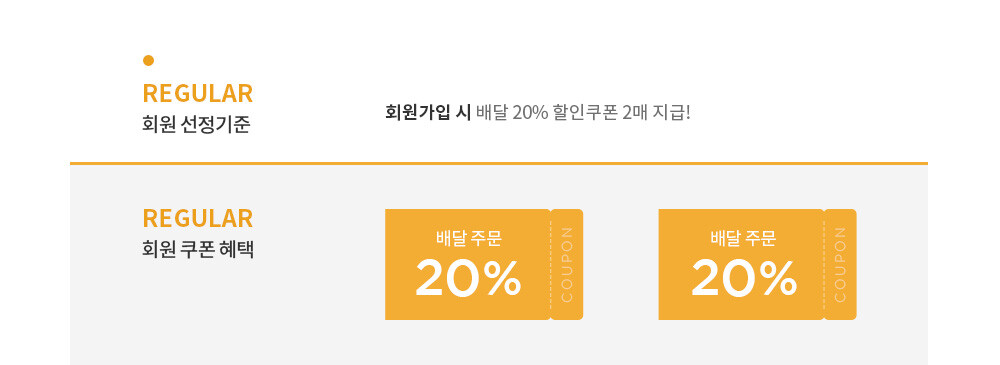 REGULAR
회원 선정기준
회원가입 시 배달 20% 할인쿠폰 2매 지급!
REGULAR
회원 쿠폰 혜택
배달 주문
20%
COUPON
배달 주문
20%
COUPON